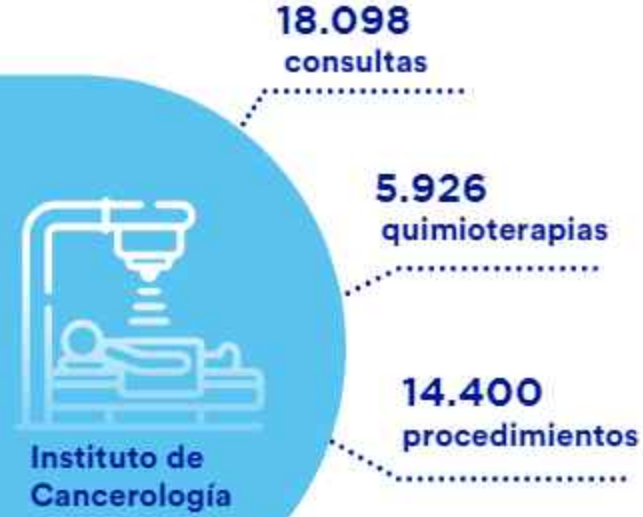 18.098
consultas
5.926
quimioterapias
14.400
procedimientos
Instituto de
Cancerología